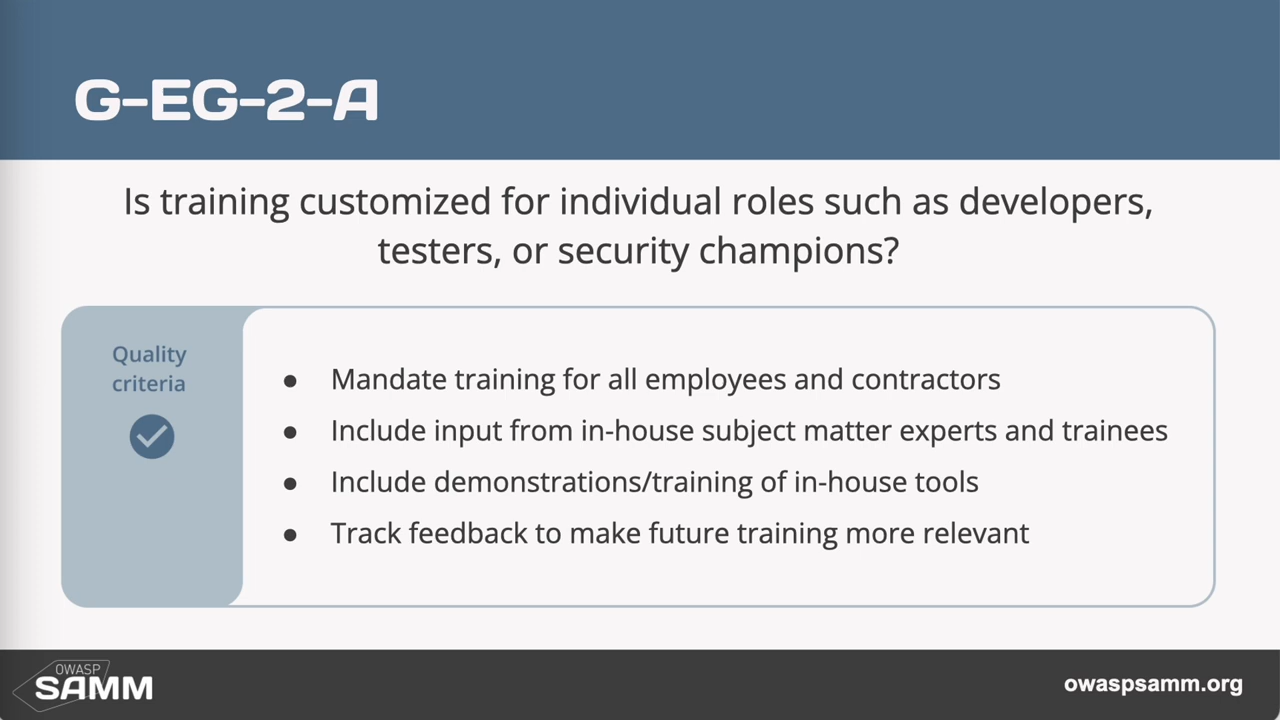 G-EG-2-A
Is training customized for individual roles such as developers,
testers, or security champions?
Quality
criteria
● Mandate training for all employees and contractors
● Include input from in-house subject matter experts and trainees
● Include demonstrations/training of in-house tools
● Track feedback to make future training more relevant
OWASP
SAMM
owaspsamm.org